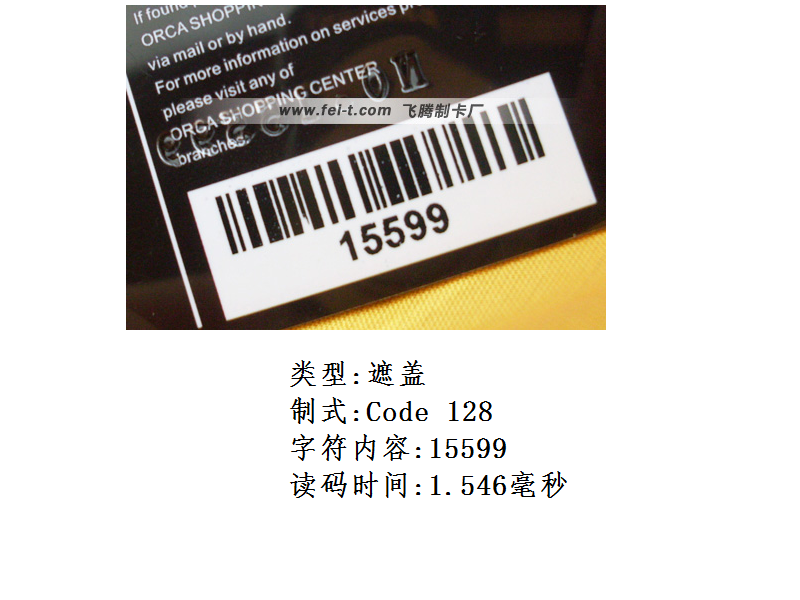 If found
ORCA SHOPPIN
via mail or by hand.
For more information on services pro
please visit any of
ORCA SHOPPING CENTER
branches.
www.fei-t.com 飞腾制卡厂
15599
类型:遮盖
制式:Code 128
字符内容:15599
读码时间:1.546毫秒